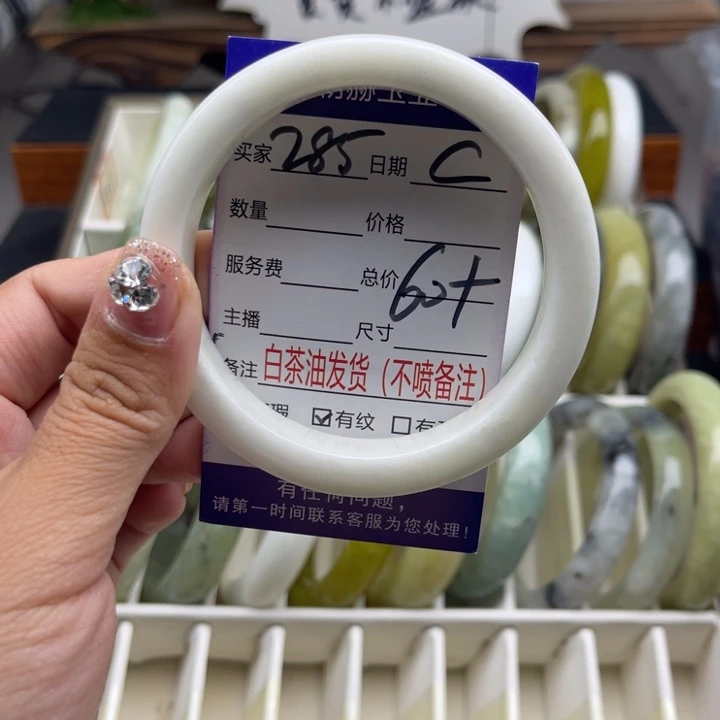 买家 285 日期 C
数量 价格
服务费 总价 60+
主播 尺寸
备注 白茶油发货（不喷备注）
瑕 ☑有纹 ☐有
有任何问题，
请第一时间联系客服为您处理！